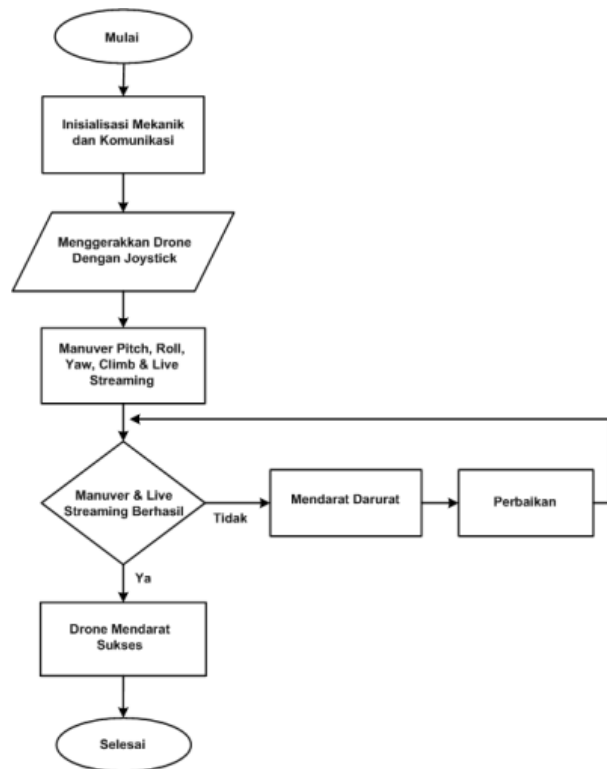 Mulai
Inisialisasi Mekanik
dan Komunikasi
Menggerakkan Drone
Dengan Joystick
Manuver Pitch, Roll,
Yaw, Climb & Live
Streaming
Manuver & Live
Streaming Berhasil
Tidak
Mendarat Darurat
Perbaikan
Ya
Drone Mendarat
Sukses
Selesai